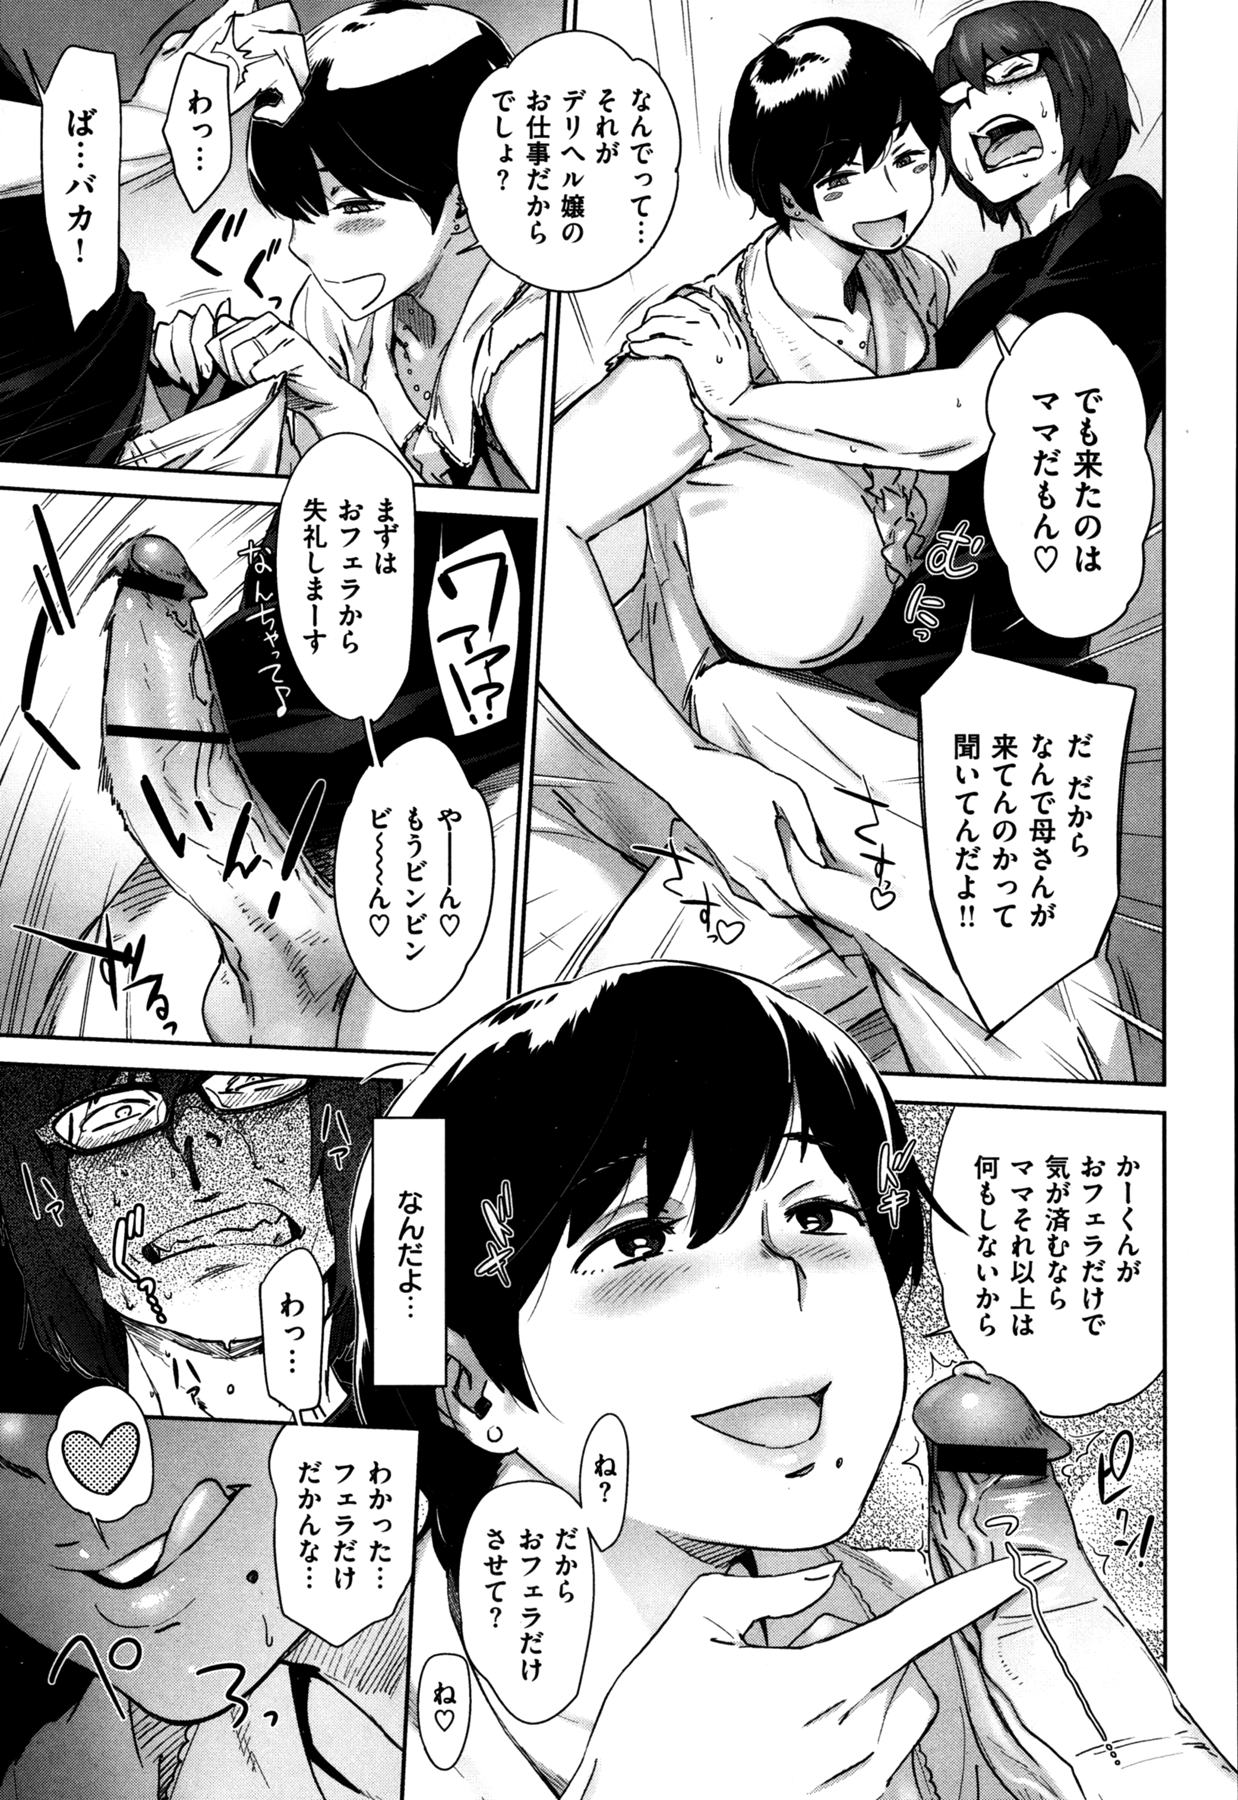 でも来たのは
ママだもん♡
だ だから
なんで母さんが
来てんのかって
聞いてんだよ!!
なんでって…
それが
デリヘル嬢の
お仕事だから
でしょ?
むにっ
すす♡
すすっ♡
わっ…
ば…バカ!
ぐぐっ
まずは
おフェラから
失礼しまーす
なんちゃって♪
ワァァ!?
やーーん♡
もうビンビン
ビ〜〜〜ん♡
いん!
ずるっ
かーくんが
おフェラだけで
気が済むなら
ママそれ以上は
何もしないから
ドキ
ドキ
ピクン!
ね?
だから
おフェラだけ
させて?
ね♡
なんだよ…
ハァ
ハァ
ハァ
わっ…
わかった…
フェラだけ
だかんな…
ぺろっ